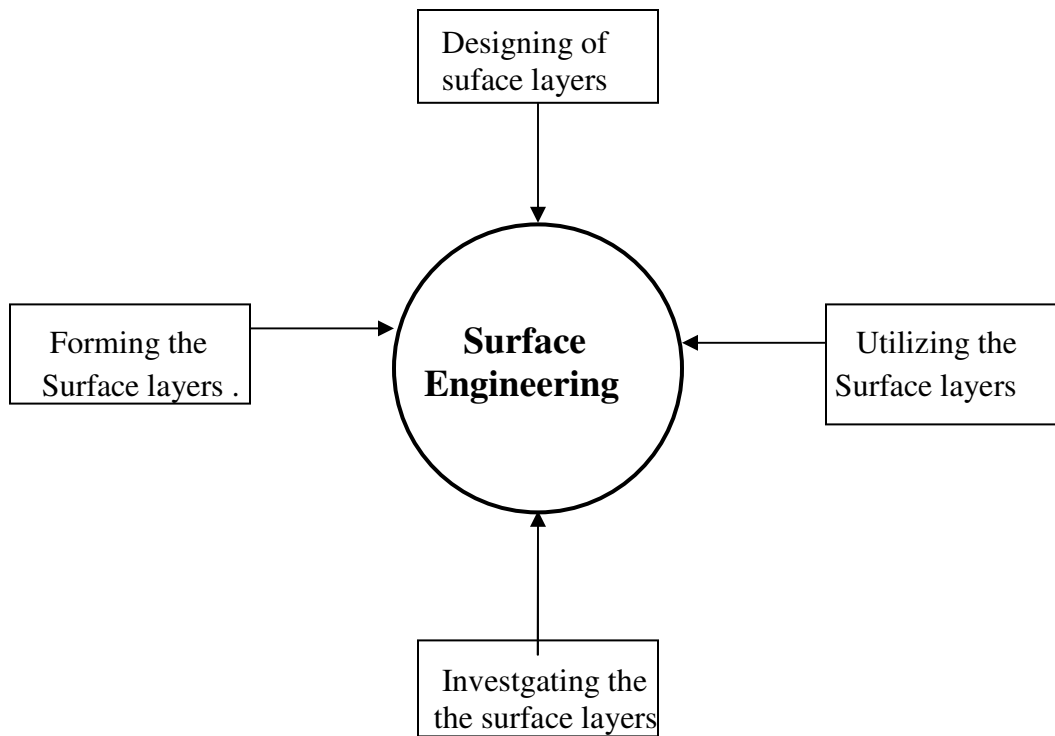 Designing of
suface layers
Forming the
Surface layers .
Surface
Engineering
Utilizing the
Surface layers
Investgating the
the surface layers